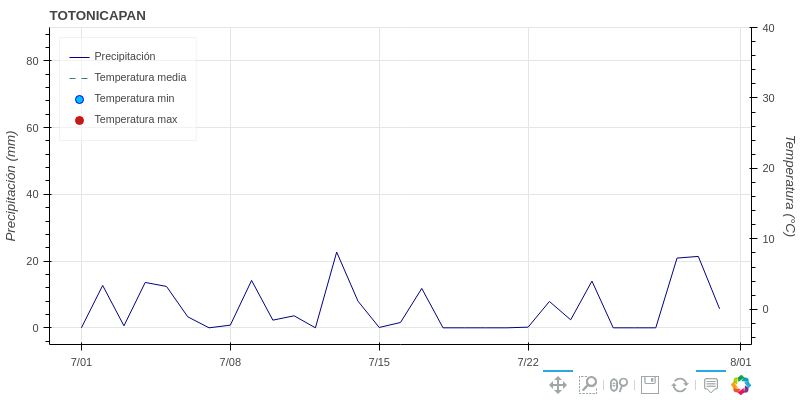 TOTONICAPAN
Precipitación
Temperatura media
Temperatura min
Temperatura max
80
60
40
20
0
Precipitación (mm)
40
30
20
10
0
Temperatura (°C)
7/01
7/08
7/15
7/22
8/01